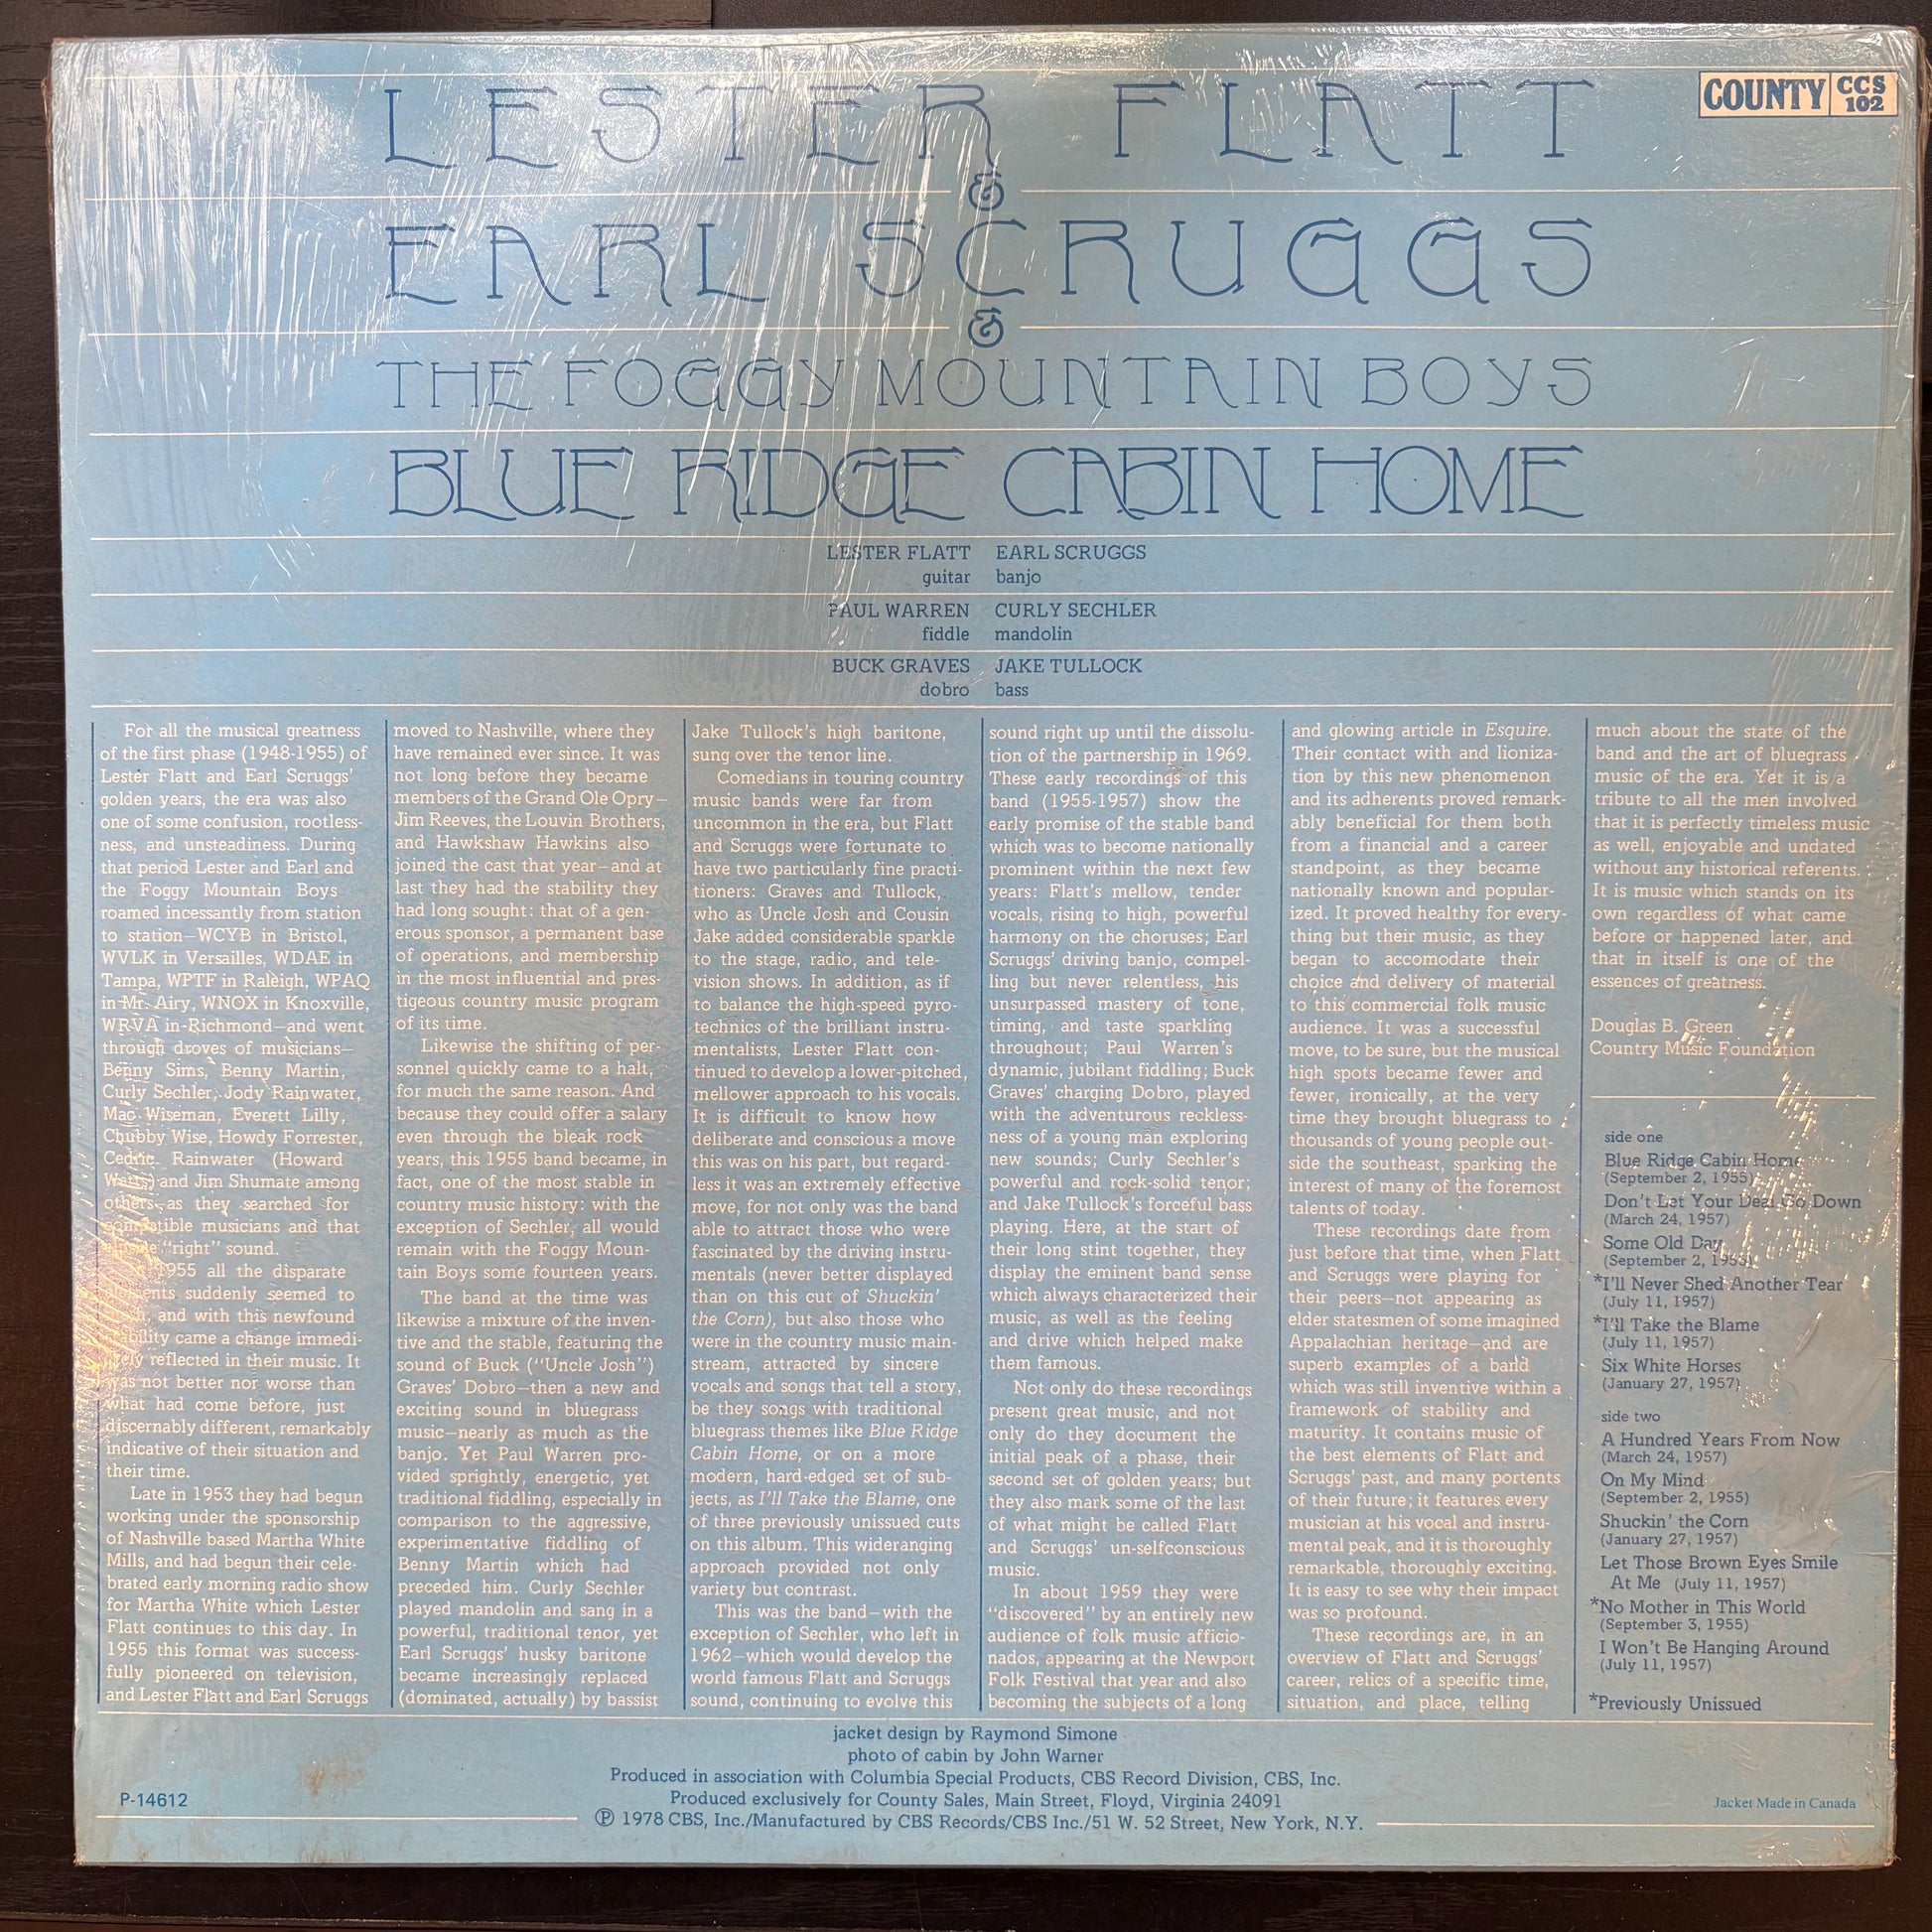 LESTER FLATT
COUNTY CCS 102
&
EARL SCRUGGS
&
THE FOGGY MOUNTAIN BOYS
BLUE RIDGE CABIN HOME
LESTER FLATT EARL SCRUGGS
guitar banjo
PAUL WARREN CURLY SECHLER
fiddle mandolin
BUCK GRAVES JAKE TULLOCK
dobro bass
For all the musical greatness
of the first phase (1948-1955) of
Lester Flatt and Earl Scruggs'
golden years, the era was also
one of some confusion, rootless-
ness, and unsteadiness. During
that period Lester and Earl and
the Foggy Mountain Boys
roamed incessantly from station
to station—WCYB in Bristol,
WVLK in Versailles, WDAE in
Tampa, WPTF in Raleigh, WPAQ
in Mt. Airy, WNOX in Knoxville,
WRVA in Richmond—and went
through droves of musicians—
Benny Sims, Benny Martin,
Curly Sechler, Jody Rainwater,
Mac Wiseman, Everett Lilly,
Chubby Wise, Howdy Forrester,
Cedric Rainwater (Howard
Watts) and Jim Shumate among
others—as they searched for
compatible musicians and that
"right" sound.
1955 all the disparate
suddenly seemed to
and with this newfound
came a change immedi-
reflected in their music. It
was not better nor worse than
what had come before, just
discernably different, remarkably
indicative of their situation and
their time.
Late in 1953 they had begun
working under the sponsorship
of Nashville based Martha White
Mills, and had begun their cele-
brated early morning radio show
for Martha White which Lester
Flatt continues to this day. In
1955 this format was success-
fully pioneered on television,
and Lester Flatt and Earl Scruggs
moved to Nashville, where they
have remained ever since. It was
not long before they became
members of the Grand Ole Opry—
Jim Reeves, the Louvin Brothers,
and Hawkshaw Hawkins also
joined the cast that year—and at
last they had the stability they
had long sought: that of a gen-
erous sponsor, a permanent base
of operations, and membership
in the most influential and pres-
tigeous country music program
of its time.
Likewise the shifting of per-
sonnel quickly came to a halt,
for much the same reason. And
because they could offer a salary
even through the bleak rock
years, this 1955 band became, in
fact, one of the most stable in
country music history: with the
exception of Sechler, all would
remain with the Foggy Moun-
tain Boys some fourteen years.
The band at the time was
likewise a mixture of the inven-
tive and the stable, featuring the
sound of Buck ("Uncle Josh")
Graves' Dobro—then a new and
exciting sound in bluegrass
music—nearly as much as the
banjo. Yet Paul Warren pro-
vided sprightly, energetic, yet
traditional fiddling, especially in
comparison to the aggressive,
experimentative fiddling of
Benny Martin which had
preceded him. Curly Sechler
played mandolin and sang in a
powerful, traditional tenor, yet
Earl Scruggs' husky baritone
became increasingly replaced
(dominated, actually) by bassist
Jake Tullock's high baritone,
sung over the tenor line.
Comedians in touring country
music bands were far from
uncommon in the era, but Flatt
and Scruggs were fortunate to
have two particularly fine practi-
tioners: Graves and Tullock,
who as Uncle Josh and Cousin
Jake added considerable sparkle
to the stage, radio, and tele-
vision shows. In addition, as if
to balance the high-speed pyro-
technics of the brilliant instru-
mentalists, Lester Flatt con-
tinued to develop a lower-pitched,
mellower approach to his vocals.
It is difficult to know how
deliberate and conscious a move
this was on his part, but regard-
less it was an extremely effective
move, for not only was the band
able to attract those who were
fascinated by the driving instru-
mentals (never better displayed
than on this cut of Shuckin'
the Corn), but also those who
were in the country music main-
stream, attracted by sincere
vocals and songs that tell a story,
be they songs with traditional
bluegrass themes like Blue Ridge
Cabin Home, or on a more
modern, hard-edged set of sub-
jects, as I'll Take the Blame, one
of three previously unissued cuts
on this album. This wideranging
approach provided not only
variety but contrast.
This was the band—with the
exception of Sechler, who left in
1962—which would develop the
world famous Flatt and Scruggs
sound, continuing to evolve this
sound right up until the dissolu-
tion of the partnership in 1969.
These early recordings of this
band (1955-1957) show the
early promise of the stable band
which was to become nationally
prominent within the next few
years: Flatt's mellow, tender
vocals, rising to high, powerful
harmony on the choruses; Earl
Scruggs' driving banjo, compel-
ling but never relentless, his
unsurpassed mastery of tone,
timing, and taste sparkling
throughout; Paul Warren's
dynamic, jubilant fiddling; Buck
Graves' charging Dobro, played
with the adventurous reckless-
ness of a young man exploring
new sounds; Curly Sechler's
powerful and rock-solid tenor;
and Jake Tullock's forceful bass
playing. Here, at the start of
their long stint together, they
display the eminent band sense
which always characterized their
music, as well as the feeling
and drive which helped make
them famous.
Not only do these recordings
present great music, and not
only do they document the
initial peak of a phase, their
second set of golden years; but
they also mark some of the last
of what might be called Flatt
and Scruggs' un-selfconscious
music.
In about 1959 they were
"discovered" by an entirely new
audience of folk music afficio-
nados, appearing at the Newport
Folk Festival that year and also
becoming the subjects of a long
and glowing article in Esquire.
Their contact with and lioniza-
tion by this new phenomenon
and its adherents proved remark-
ably beneficial for them both
from a financial and a career
standpoint, as they became
nationally known and popular-
ized. It proved healthy for every-
thing but their music, as they
began to accomodate their
choice and delivery of material
to this commercial folk music
audience. It was a successful
move, to be sure, but the musical
high spots became fewer and
fewer, ironically, at the very
time they brought bluegrass to
thousands of young people out-
side the southeast, sparking the
interest of many of the foremost
talents of today.
These recordings date from
just before that time, when Flatt
and Scruggs were playing for
their peers—not appearing as
elder statesmen of some imagined
Appalachian heritage—and are
superb examples of a band
which was still inventive within a
framework of stability and
maturity. It contains music of
the best elements of Flatt and
Scruggs' past, and many portents
of their future; it features every
musician at his vocal and instru-
mental peak, and it is thoroughly
remarkable, thoroughly exciting.
It is easy to see why their impact
was so profound.
These recordings are, in an
overview of Flatt and Scruggs'
career, relics of a specific time,
situation, and place, telling
much about the state of the
band and the art of bluegrass
music of the era. Yet it is a
tribute to all the men involved
that it is perfectly timeless music
as well, enjoyable and undated
without any historical referents.
It is music which stands on its
own regardless of what came
before or happened later, and
that in itself is one of the
essences of greatness.
Douglas B. Green
Country Music Foundation
side one
Blue Ridge Cabin Home
(September 2, 1955)
Don't Let Your Deal Go Down
(March 24, 1957)
Some Old Day
(September 2, 1955)
*I'll Never Shed Another Tear
(July 11, 1957)
*I'll Take the Blame
(July 11, 1957)
Six White Horses
(January 27, 1957)
side two
A Hundred Years From Now
(March 24, 1957)
On My Mind
(September 2, 1955)
Shuckin' the Corn
(January 27, 1957)
Let Those Brown Eyes Smile
At Me (July 11, 1957)
*No Mother in This World
(September 3, 1955)
I Won't Be Hanging Around
(July 11, 1957)
*Previously Unissued
jacket design by Raymond Simone
photo of cabin by John Warner
Produced in association with Columbia Special Products, CBS Record Division, CBS, Inc.
P-14612
Produced exclusively for County Sales, Main Street, Floyd, Virginia 24091
Jacket Made in Canada
Ⓟ 1978 CBS, Inc./Manufactured by CBS Records/CBS Inc./51 W. 52 Street, New York, N.Y.